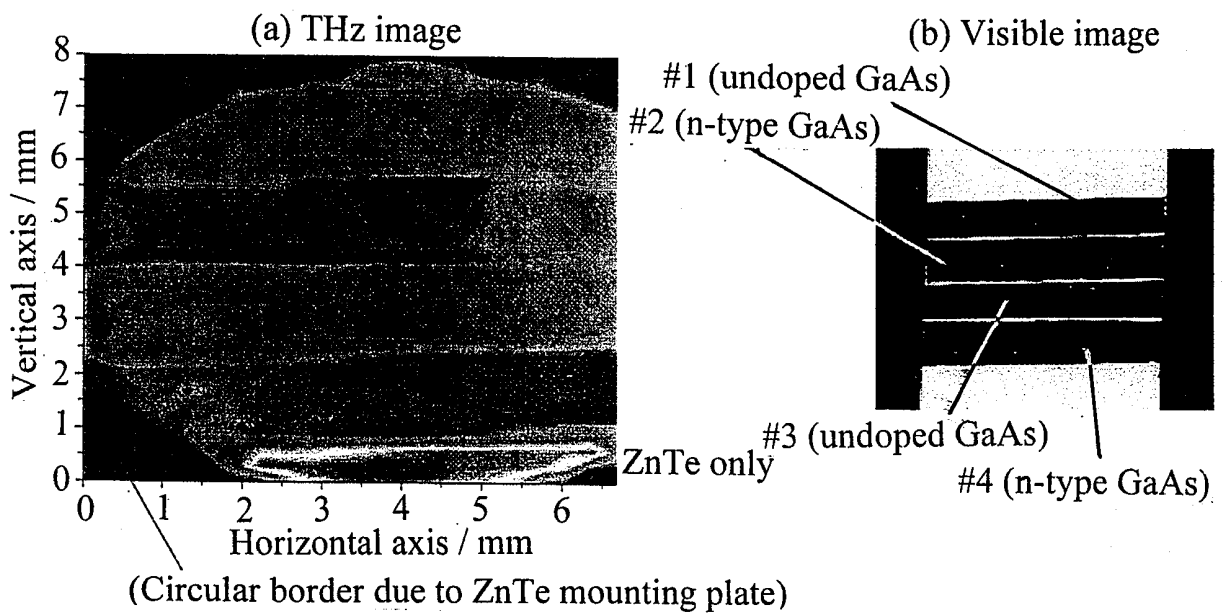 (a) THz image
(b) Visible image
#1 (undoped GaAs)
#2 (n-type GaAs)
8
7
6
5
4
3
2
1
0
Vertical axis / mm
0 1 2 3 4 5 6
Horizontal axis / mm
ZnTe only
#3 (undoped GaAs)
#4 (n-type GaAs)
(Circular border due to ZnTe mounting plate)